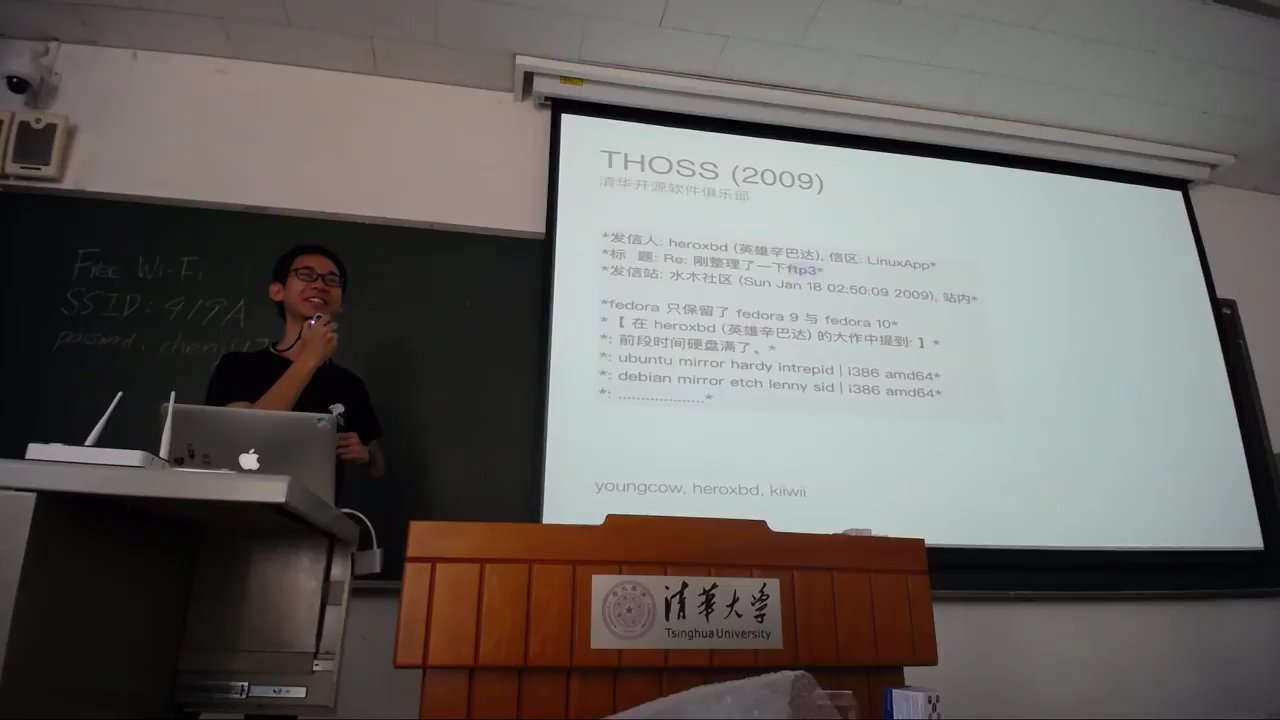 THOSS (2009)
清华开源软件俱乐部
*发信人: heroxbd (英雄辛巴达), 信区: LinuxApp*
*标 题: Re: 刚整理了一下ftp3*
*发信站: 水木社区 (Sun Jan 18 02:50:09 2009), 站内*
*fedora 只保留了 fedora 9 与 fedora 10*
*【 在 heroxbd (英雄辛巴达) 的大作中提到: 】*
*: 前段时间硬盘满了。*
*: ubuntu mirror hardy intrepid | i386 amd64*
*: debian mirror etch lenny sid | i386 amd64*
*: ...................*
youngcow, heroxbd, kiiwii
Free Wi-Fi
SSID: 419A
password:
清华大学
Tsinghua University